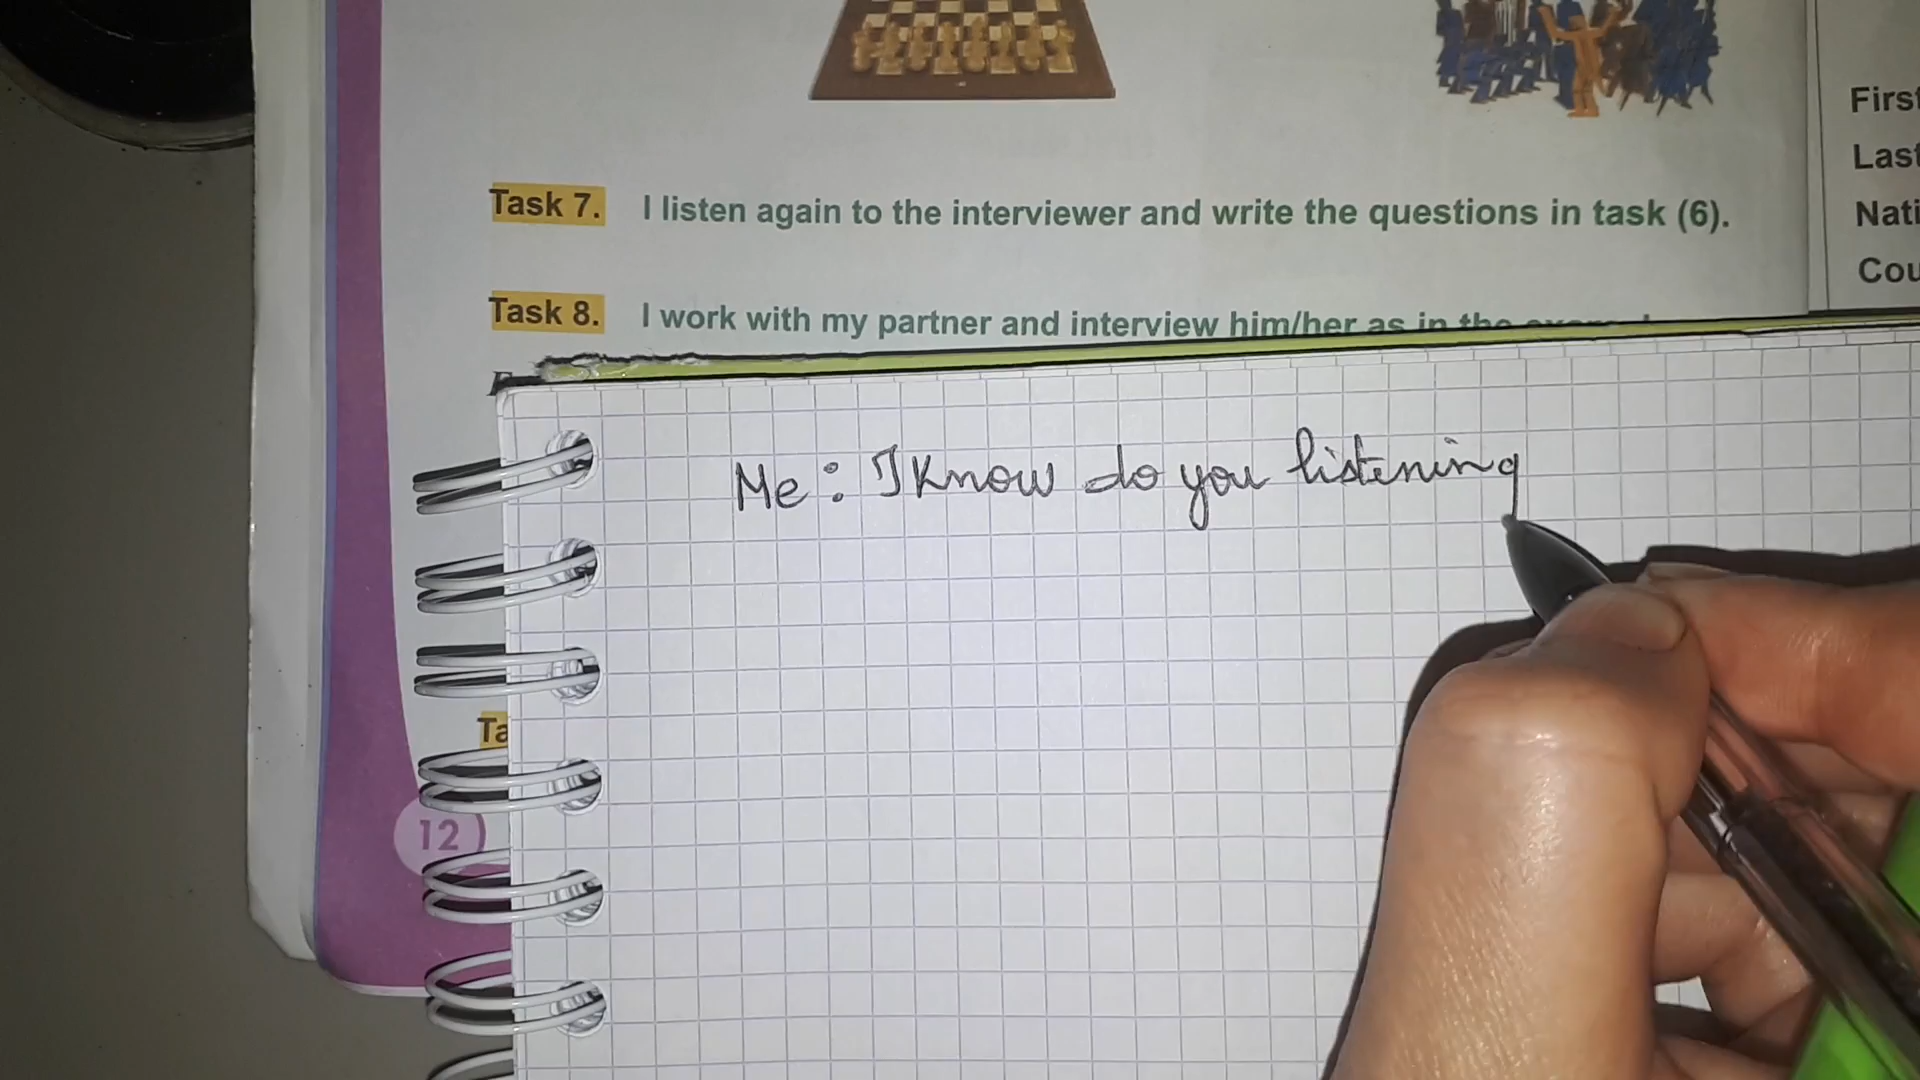 Task 7. I listen again to the interviewer and write the questions in task (6).
Task 8. I work with my partner and interview him/her as in the
Me: I Know do you listening
Ta
12
First
Last
Nati
Cou